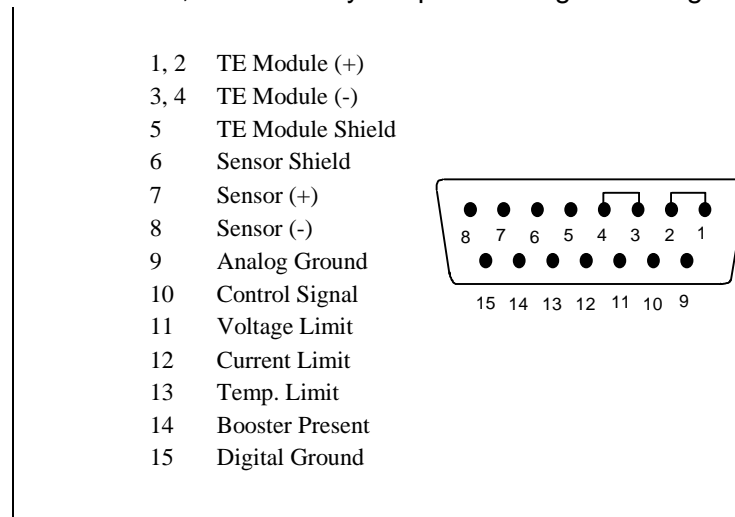 1, 2 TE Module (+)
3, 4 TE Module (-)
5 TE Module Shield
6 Sensor Shield
7 Sensor (+)
8 Sensor (-)
9 Analog Ground
10 Control Signal
11 Voltage Limit
12 Current Limit
13 Temp. Limit
14 Booster Present
15 Digital Ground
8 7 6 5 4 3 2 1
15 14 13 12 11 10 9